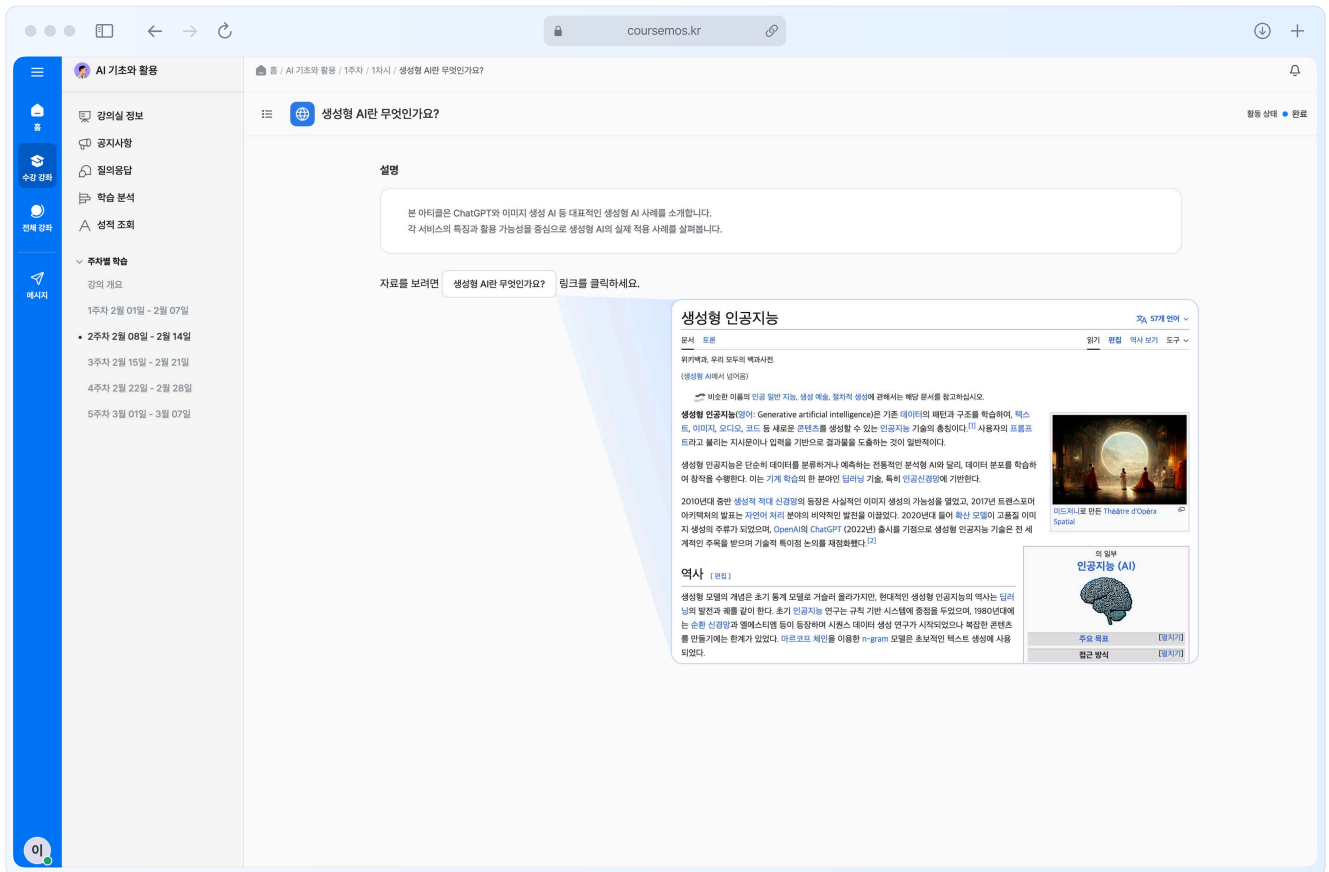 coursemos.kr
AI 기초와 활용
홈 / AI 기초와 활용 / 1주차 / 1차시 / 생성형 AI란 무엇인가요?
홈
수강 강좌
전체 강좌
메시지
이
강의실 정보
공지사항
질의응답
학습 분석
성적 조회
주차별 학습
강의 개요
1주차 2월 01일 - 2월 07일
2주차 2월 08일 - 2월 14일
3주차 2월 15일 - 2월 21일
4주차 2월 22일 - 2월 28일
5주차 3월 01일 - 3월 07일
생성형 AI란 무엇인가요?
활동 상태 ● 완료
설명
본 아티클은 ChatGPT와 이미지 생성 AI 등 대표적인 생성형 AI 사례를 소개합니다.
각 서비스의 특징과 활용 가능성을 중심으로 생성형 AI의 실제 적용 사례를 살펴봅니다.
자료를 보려면 생성형 AI란 무엇인가요? 링크를 클릭하세요.
생성형 인공지능
57개 언어
문서 토론
읽기 편집 역사 보기 도구
위키백과, 우리 모두의 백과사전.
(생성형 AI에서 넘어옴)
비슷한 이름의 인공 일반 지능, 생성 예술, 절차적 생성에 관해서는 해당 문서를 참고하십시오.
생성형 인공지능(영어: Generative artificial intelligence)은 기존 데이터의 패턴과 구조를 학습하여, 텍스
트, 이미지, 오디오, 코드 등 새로운 콘텐츠를 생성할 수 있는 인공지능 기술의 총칭이다.[1] 사용자의 프롬프
트라고 불리는 지시문이나 입력을 기반으로 결과물을 도출하는 것이 일반적이다.
생성형 인공지능은 단순히 데이터를 분류하거나 예측하는 전통적인 분석형 AI와 달리, 데이터 분포를 학습하
여 창작을 수행한다. 이는 기계 학습의 한 분야인 딥러닝 기술, 특히 인공신경망에 기반한다.
2010년대 중반 생성적 적대 신경망의 등장은 사실적인 이미지 생성의 가능성을 열었고, 2017년 트랜스포머
아키텍처의 발표는 자연어 처리 분야의 비약적인 발전을 이끌었다. 2020년대 들어 확산 모델이 고품질 이미
지 생성의 주류가 되었으며, OpenAI의 ChatGPT (2022년) 출시를 기점으로 생성형 인공지능 기술은 전 세
계적인 주목을 받으며 기술적 특이점 논의를 재점화했다.[2]
미드저니로 만든 Théâtre d'Opéra
Spatial
역사 [편집]
생성형 모델의 개념은 초기 통계 모델로 거슬러 올라가지만, 현대적인 생성형 인공지능의 역사는 딥러
닝의 발전과 궤를 같이 한다. 초기 인공지능 연구는 규칙 기반 시스템에 중점을 두었으며, 1980년대에
는 순환 신경망과 엘에스티엠 등이 등장하며 시퀀스 데이터 생성 연구가 시작되었으나 복잡한 콘텐츠
를 만들기에는 한계가 있었다. 마르코프 체인을 이용한 n-gram 모델은 초보적인 텍스트 생성에 사용
되었다.
의 일부
인공지능 (AI)
주요 목표 [펼치기]
접근 방식 [펼치기]